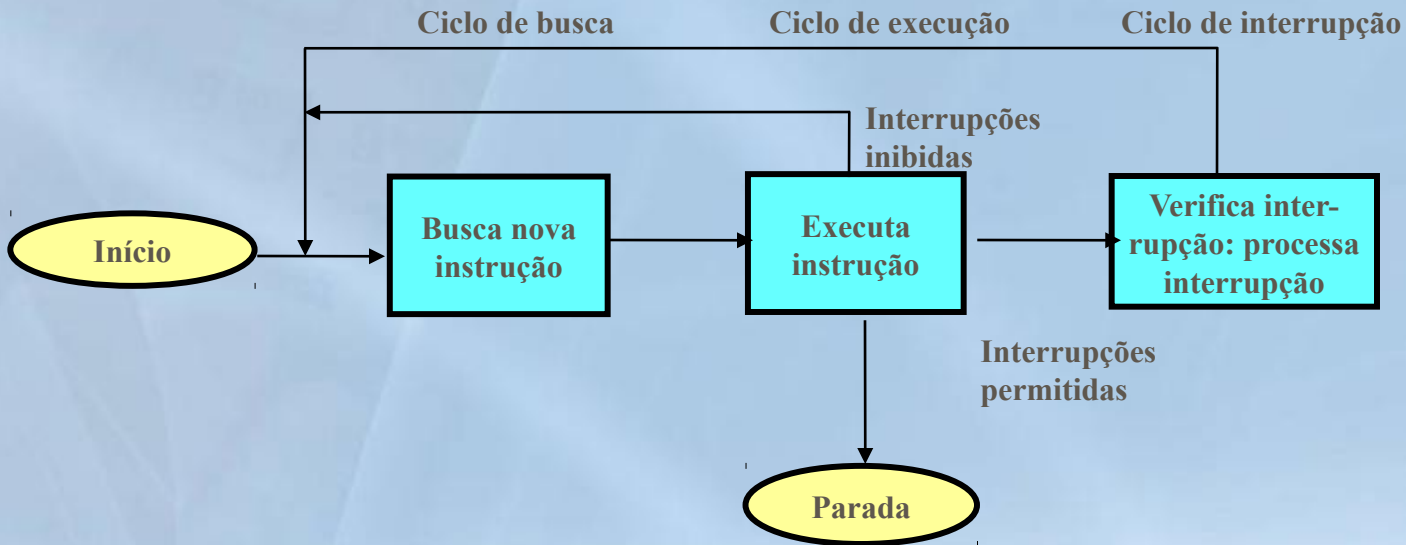 Ciclo de busca
Ciclo de execução
Ciclo de interrupção
Interrupções
inibidas
Início
Busca nova
instrução
Executa
instrução
Verifica inter-
rupção: processa
interrupção
Interrupções
permitidas
Parada